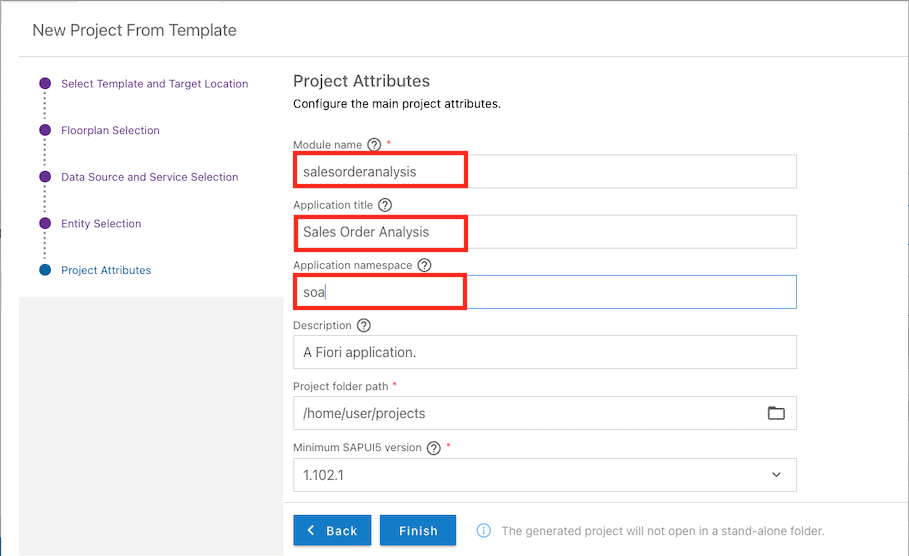 New Project From Template
Select Template and Target Location
Floorplan Selection
Data Source and Service Selection
Entity Selection
Project Attributes
Project Attributes
Configure the main project attributes.
Module name ? *
salesorderanalysis
Application title ?
Sales Order Analysis
Application namespace ?
soa
Description ?
A Fiori application.
Project folder path *
/home/user/projects
Minimum SAPUI5 version ? *
1.102.1
Back
Finish
The generated project will not open in a stand-alone folder.